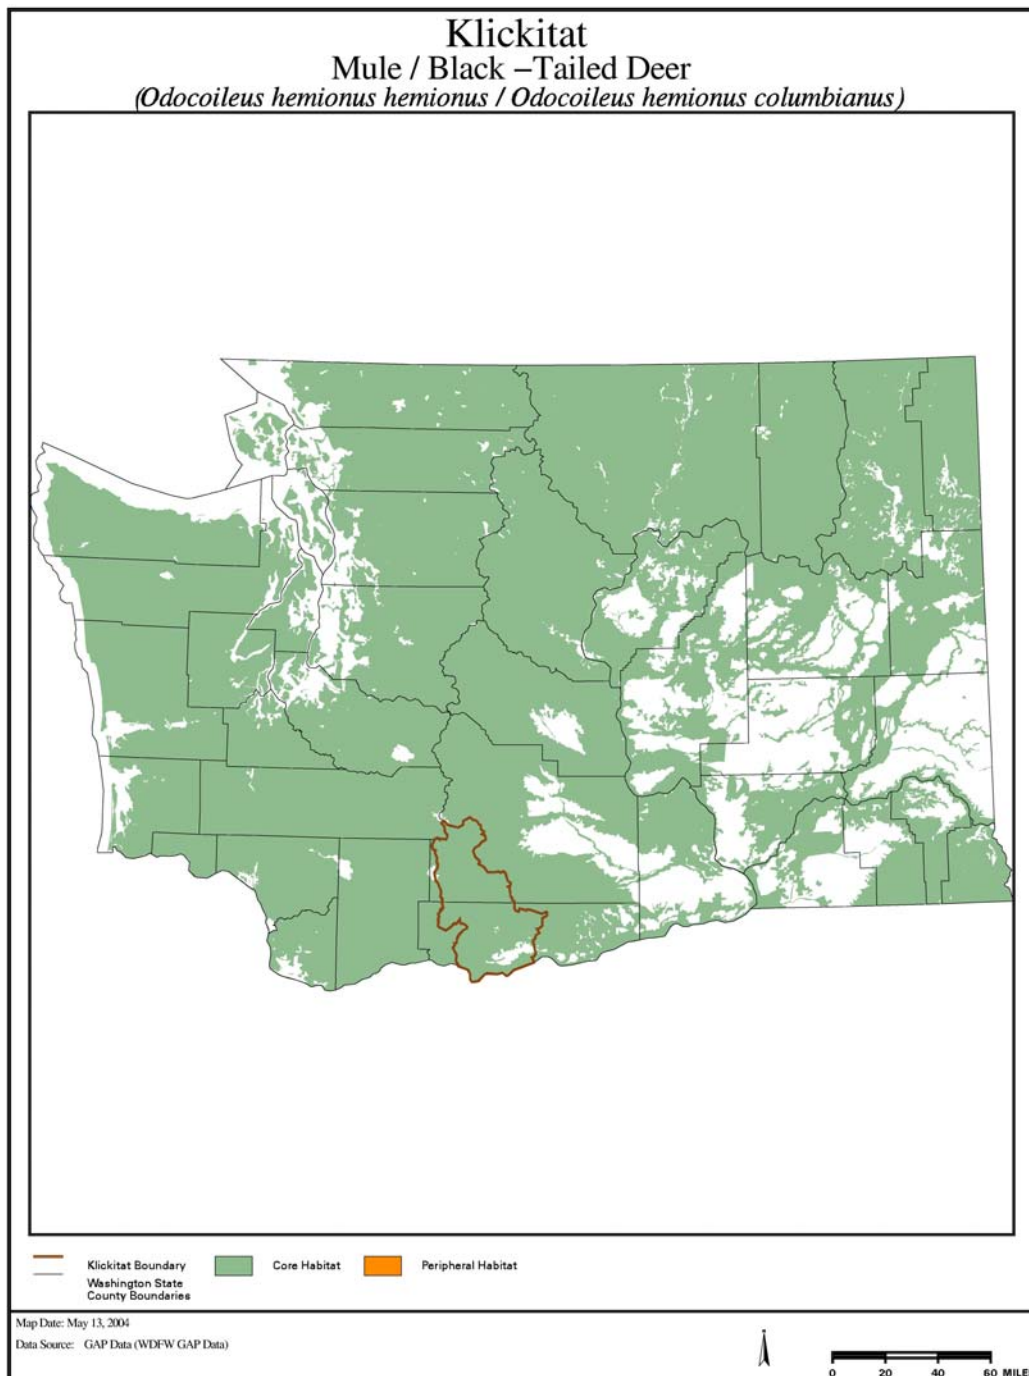 Klickitat
Mule / Black –Tailed Deer
(Odocoileus hemionus hemionus / Odocoileus hemionus columbianus)
Klickitat Boundary
Washington State
County Boundaries
Core Habitat
Peripheral Habitat
Map Date: May 13, 2004
Data Source: GAP Data (WDFW GAP Data)
0 20 40 60 MILE